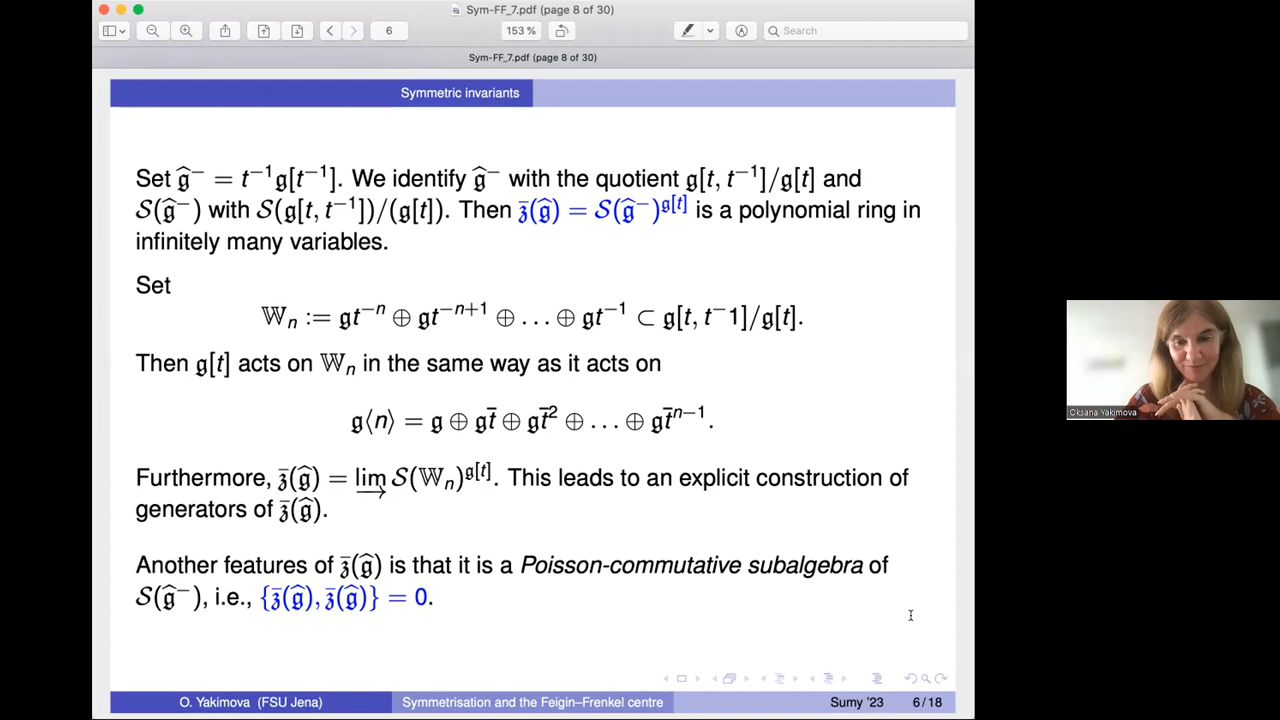 Sym-FF_7.pdf (page 8 of 30)
6
153 %
Search
Sym-FF_7.pdf (page 8 of 30)
Symmetric invariants
Set 𝔤̂⁻ = t⁻¹𝔤[t⁻¹]. We identify 𝔤̂⁻ with the quotient 𝔤[t, t⁻¹]/𝔤[t] and
𝒮(𝔤̂⁻) with 𝒮(𝔤[t, t⁻¹])/(𝔤[t]). Then 𝔷̄(𝔤̂) = 𝒮(𝔤̂⁻)^𝔤[t] is a polynomial ring in
infinitely many variables.
Set
𝕎ₙ := 𝔤t⁻ⁿ ⊕ 𝔤t⁻ⁿ⁺¹ ⊕ … ⊕ 𝔤t⁻¹ ⊂ 𝔤[t, t⁻1]/𝔤[t].
Then 𝔤[t] acts on 𝕎ₙ in the same way as it acts on
𝔤⟨n⟩ = 𝔤 ⊕ 𝔤t̄ ⊕ 𝔤t̄² ⊕ … ⊕ 𝔤t̄ⁿ⁻¹.
Furthermore, 𝔷̄(𝔤̂) = lim→ 𝒮(𝕎ₙ)^𝔤[t]. This leads to an explicit construction of
generators of 𝔷̄(𝔤̂).
Another features of 𝔷̄(𝔤̂) is that it is a Poisson-commutative subalgebra of
𝒮(𝔤̂⁻), i.e., {𝔷̄(𝔤̂), 𝔷̄(𝔤̂)} = 0.
O. Yakimova (FSU Jena) Symmetrisation and the Feigin–Frenkel centre Sumy '23 6 / 18
Oksana Yakimova